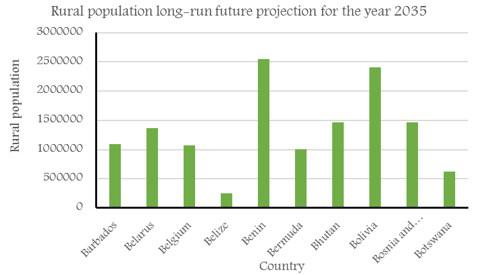 Rural population long-run future projection for the year 2035
Rural population
3000000
2500000
2000000
1500000
1000000
500000
0
Barbados
Belarus
Belgium
Belize
Benin
Bermuda
Bhutan
Bolivia
Bosnia and...
Botswana
Country